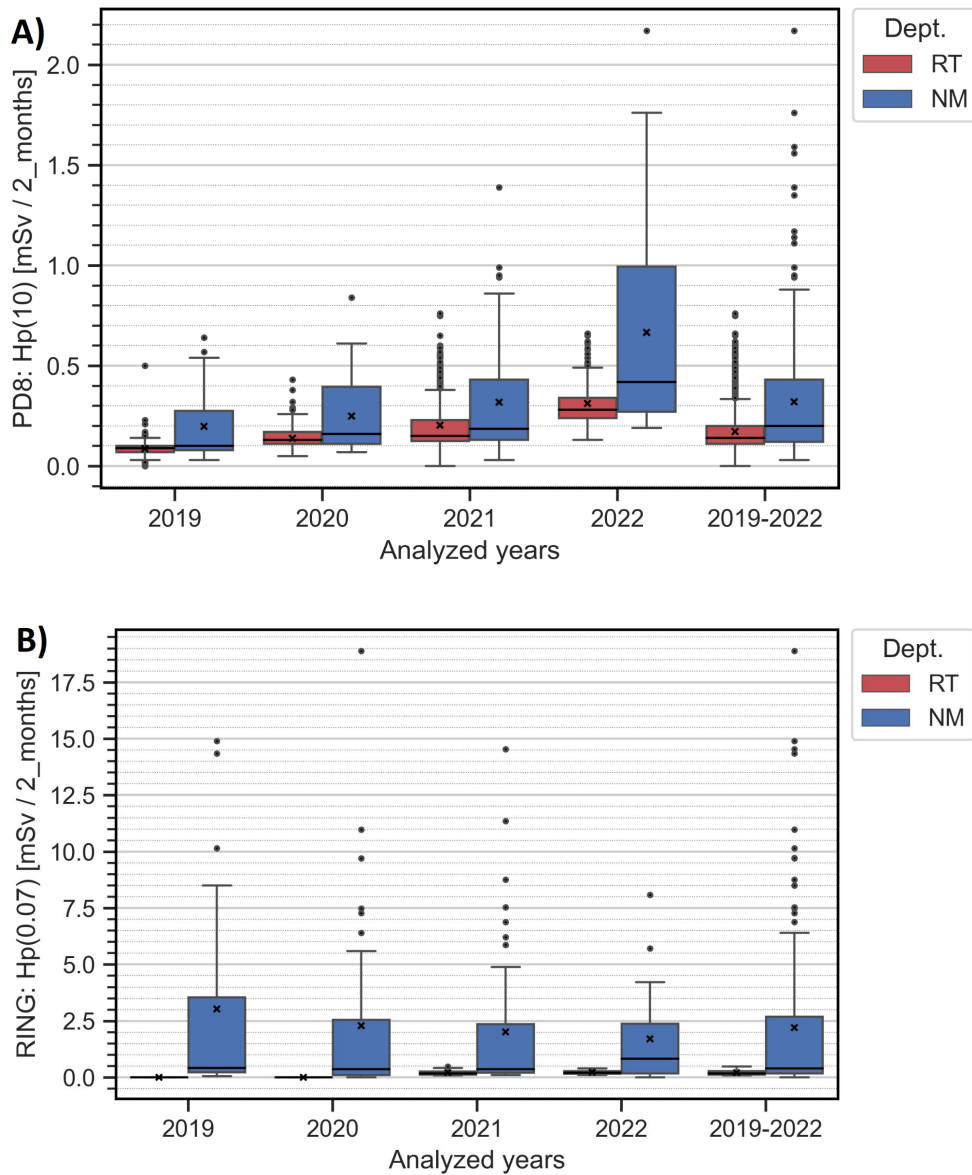 A)
Dept.
RT
NM
PD8: Hp(10) [mSv / 2_months]
2.0
1.5
1.0
0.5
0.0
2019 2020 2021 2022 2019-2022
Analyzed years
B)
Dept.
RT
NM
RING: Hp(0.07) [mSv / 2_months]
17.5
15.0
12.5
10.0
7.5
5.0
2.5
0.0
2019 2020 2021 2022 2019-2022
Analyzed years